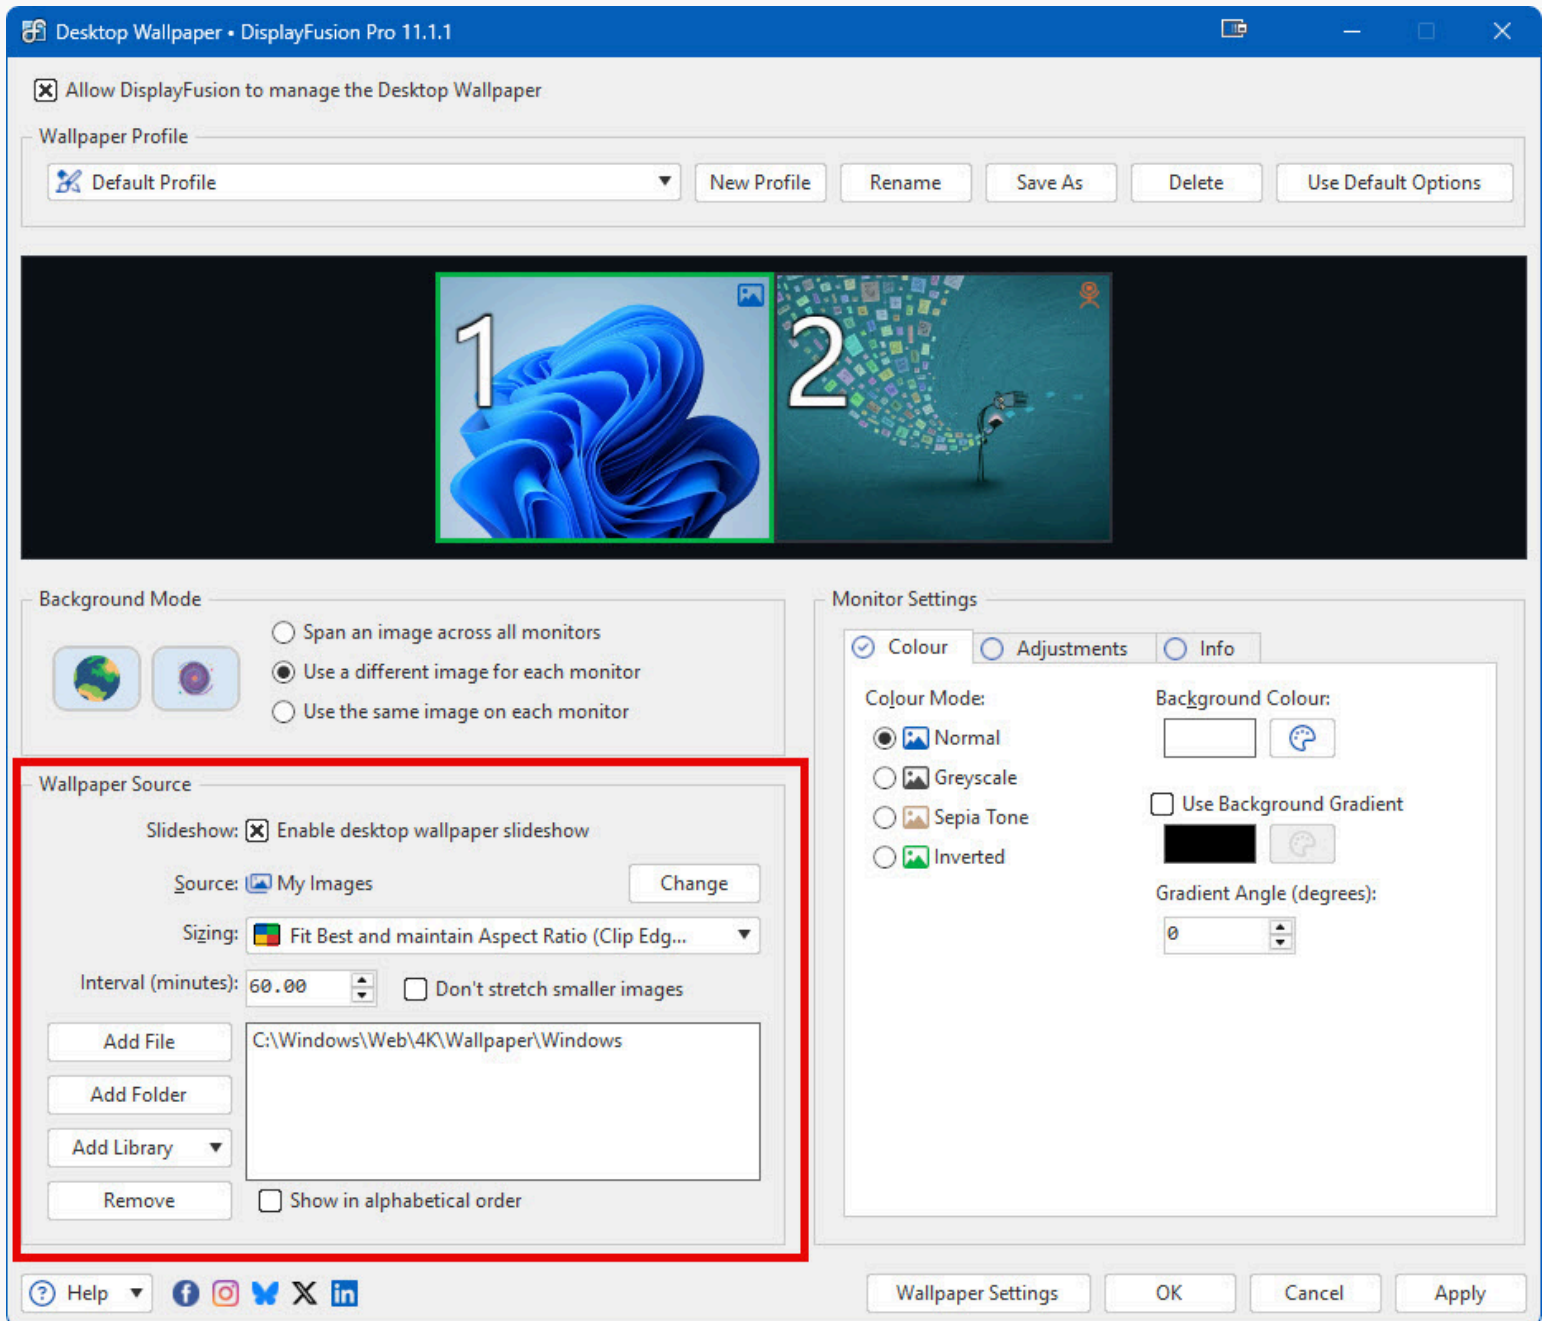 Desktop Wallpaper • DisplayFusion Pro 11.1.1
Allow DisplayFusion to manage the Desktop Wallpaper
Wallpaper Profile
Default Profile
New Profile
Rename
Save As
Delete
Use Default Options
1
2
Background Mode
Span an image across all monitors
Use a different image for each monitor
Use the same image on each monitor
Wallpaper Source
Slideshow: Enable desktop wallpaper slideshow
Source: My Images
Change
Sizing: Fit Best and maintain Aspect Ratio (Clip Edg...
Interval (minutes): 60.00
Don't stretch smaller images
Add File
C:\Windows\Web\4K\Wallpaper\Windows
Add Folder
Add Library
Remove
Show in alphabetical order
Monitor Settings
Colour
Adjustments
Info
Colour Mode:
Normal
Greyscale
Sepia Tone
Inverted
Background Colour:
Use Background Gradient
Gradient Angle (degrees):
0
Help
Wallpaper Settings
OK
Cancel
Apply